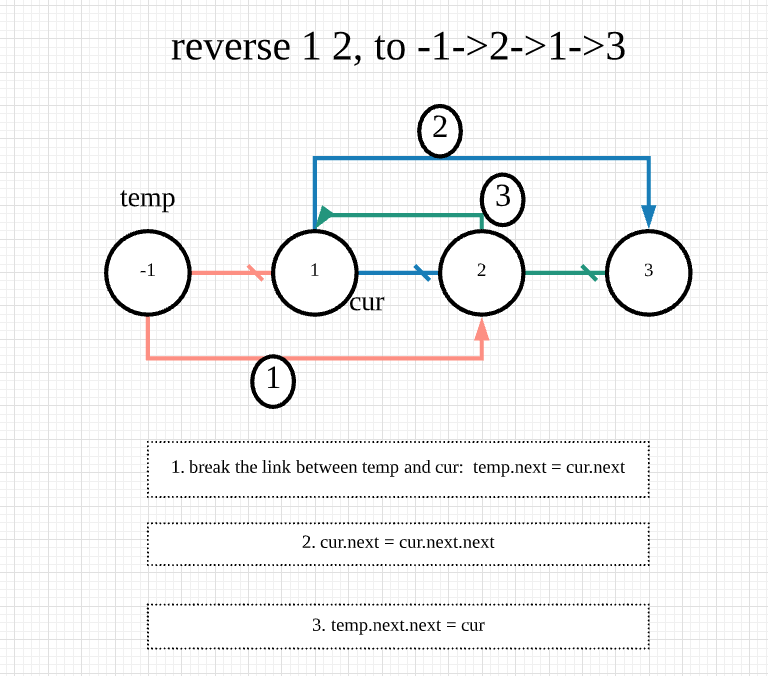 reverse 1 2, to -1->2->1->3
2
3
temp
-1
1
2
3
cur
1
1. break the link between temp and cur:  temp.next = cur.next
2. cur.next = cur.next.next
3. temp.next.next = cur